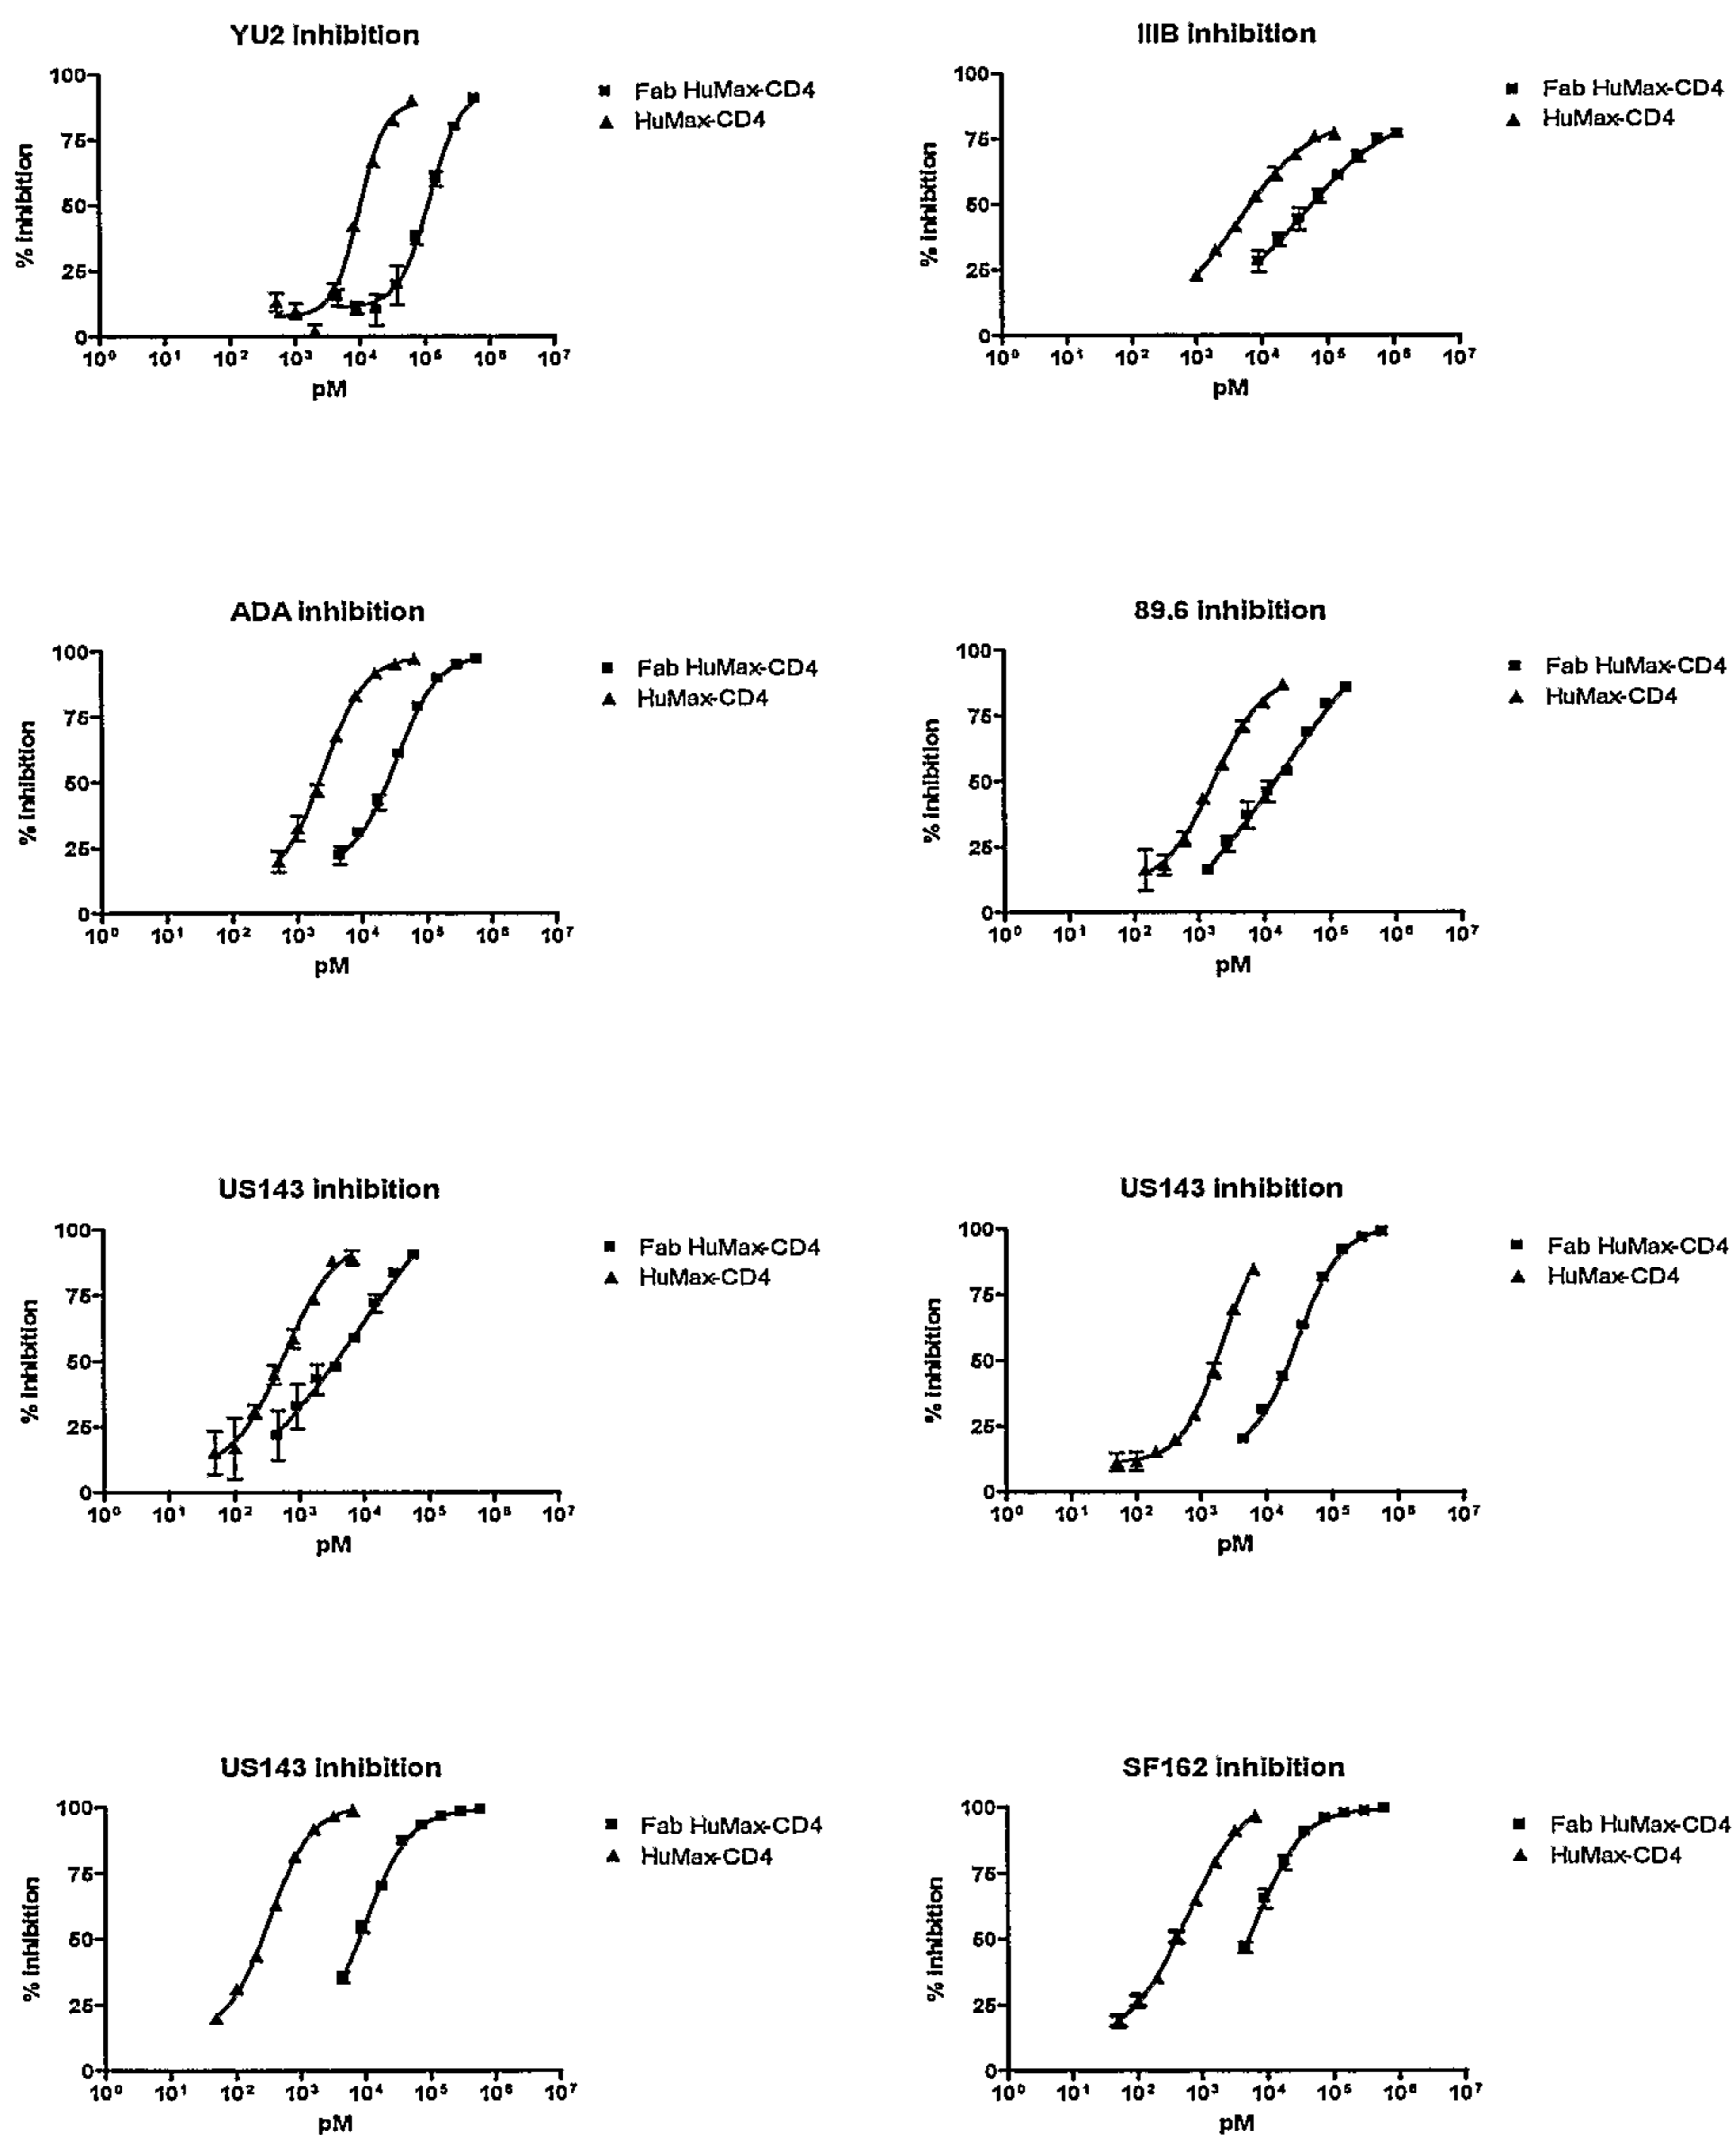 YU2 inhibition
100
75
50
25
0
% inhibition
10⁰ 10¹ 10² 10³ 10⁴ 10⁵ 10⁶ 10⁷
pM
Fab HuMax-CD4
HuMax-CD4
IIIB inhibition
100
75
50
25
0
% inhibition
10⁰ 10¹ 10² 10³ 10⁴ 10⁵ 10⁶ 10⁷
pM
Fab HuMax-CD4
HuMax-CD4
ADA inhibition
100
75
50
25
0
% inhibition
10⁰ 10¹ 10² 10³ 10⁴ 10⁵ 10⁶ 10⁷
pM
Fab HuMax-CD4
HuMax-CD4
89.6 inhibition
100
75
50
25
0
% inhibition
10⁰ 10¹ 10² 10³ 10⁴ 10⁵ 10⁶ 10⁷
pM
Fab HuMax-CD4
HuMax-CD4
US143 inhibition
100
75
50
25
0
% inhibition
10⁰ 10¹ 10² 10³ 10⁴ 10⁵ 10⁶ 10⁷
pM
Fab HuMax-CD4
HuMax-CD4
US143 inhibition
100
75
50
25
0
% inhibition
10⁰ 10¹ 10² 10³ 10⁴ 10⁵ 10⁶ 10⁷
pM
Fab HuMax-CD4
HuMax-CD4
US143 inhibition
100
75
50
25
0
% inhibition
10⁰ 10¹ 10² 10³ 10⁴ 10⁵ 10⁶ 10⁷
pM
Fab HuMax-CD4
HuMax-CD4
SF162 inhibition
100
75
50
25
0
% inhibition
10⁰ 10¹ 10² 10³ 10⁴ 10⁵ 10⁶ 10⁷
pM
Fab HuMax-CD4
HuMax-CD4